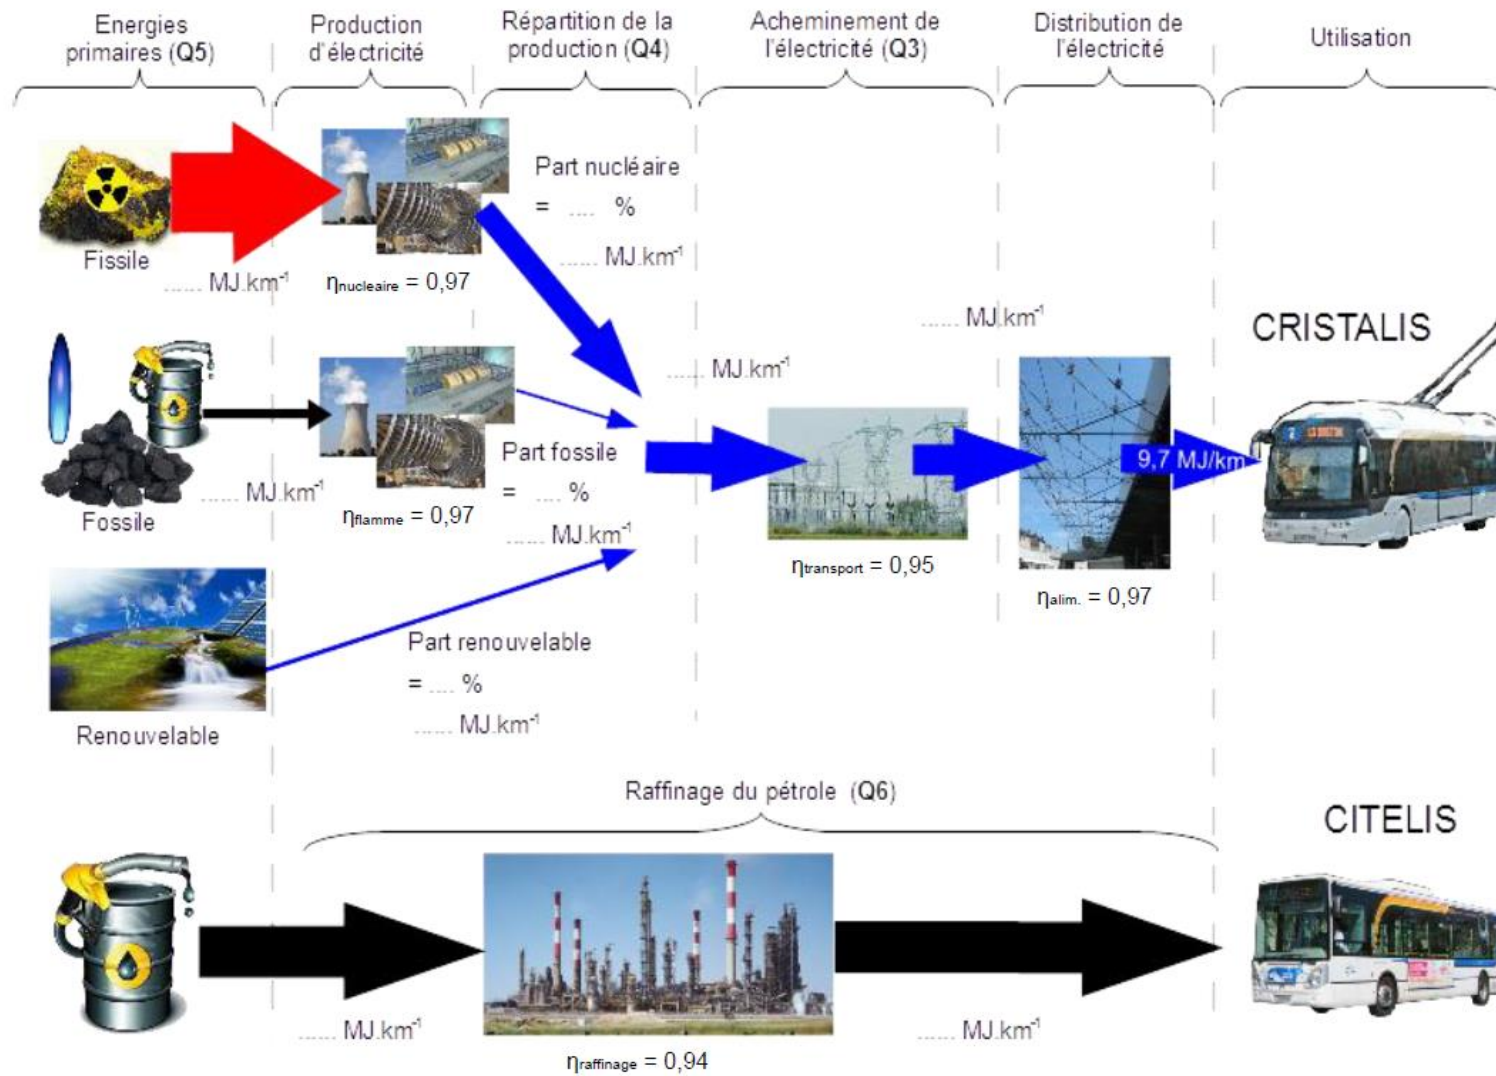 Energies
primaires (Q5)
Production
d'électricité
Répartition de la
production (Q4)
Acheminement de
l'électricité (Q3)
Distribution de
l'électricité
Utilisation
Part nucléaire
= .... %
...... MJ.km-1
Fissile
...... MJ.km-1
ηnucleaire = 0,97
...... MJ.km-1
CRISTALIS
...... MJ.km-1
Part fossile
= .... %
...... MJ.km-1
9,7 MJ/km
...... MJ.km-1
Fossile
ηflamme = 0,97
ηtransport = 0,95
ηalim. = 0,97
Part renouvelable
= .... %
...... MJ.km-1
Renouvelable
Raffinage du pétrole (Q6)
CITELIS
...... MJ.km-1
...... MJ.km-1
ηraffinage = 0,94